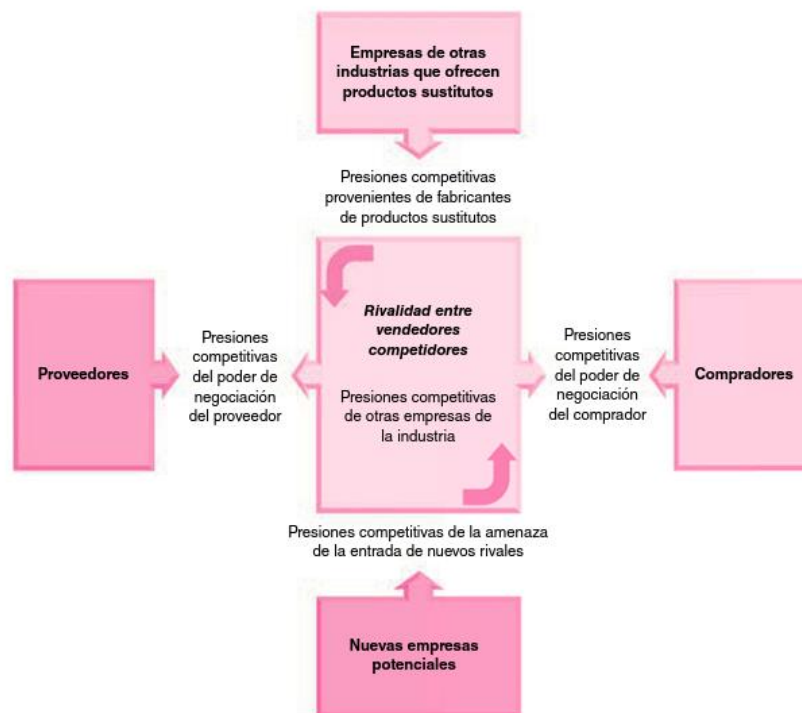 Empresas de otras
industrias que ofrecen
productos sustitutos
Presiones competitivas
provenientes de fabricantes
de productos sustitutos
Proveedores
Presiones
competitivas
del poder de
negociación
del proveedor
Rivalidad entre
vendedores
competidores
Presiones competitivas
de otras empresas de
la industria
Presiones
competitivas
del poder de
negociación
del comprador
Compradores
Presiones competitivas de la amenaza
de la entrada de nuevos rivales
Nuevas empresas
potenciales